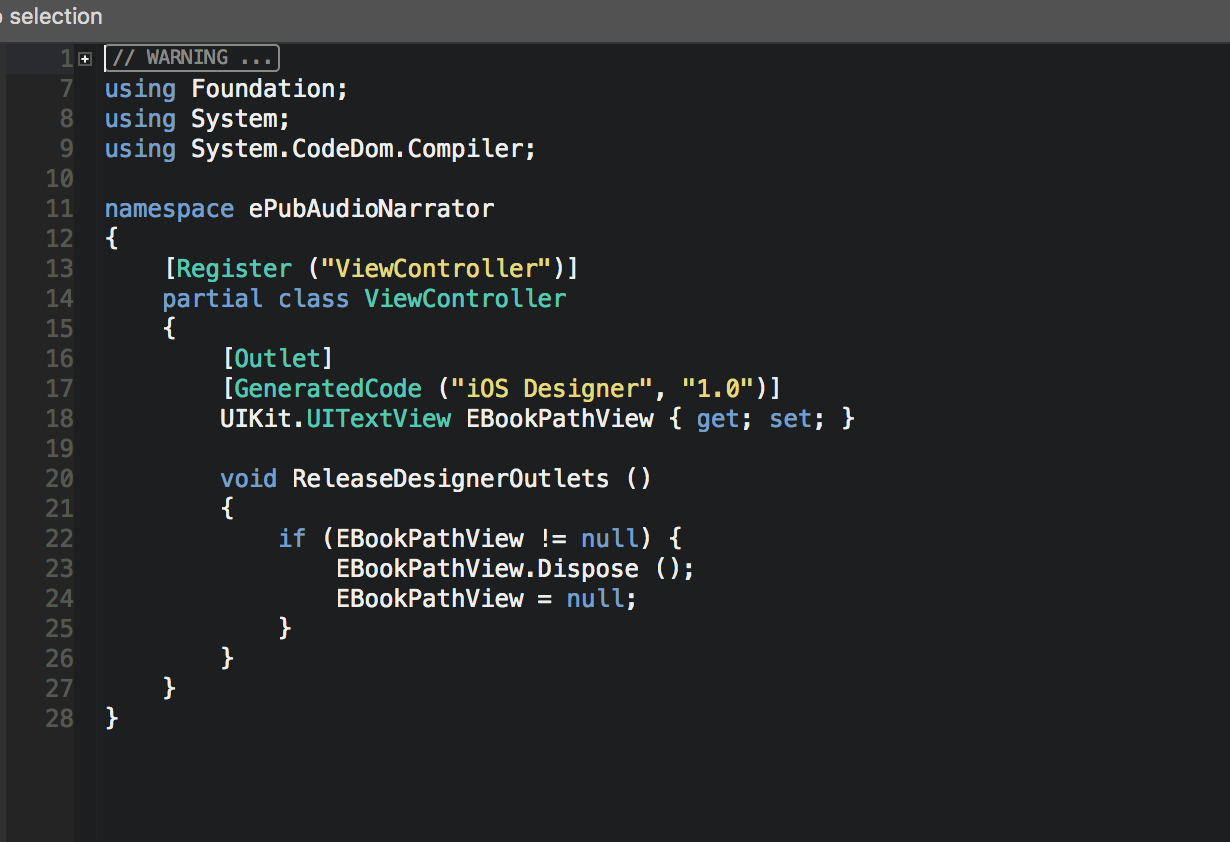 selection
1 // WARNING ...
7 using Foundation;
8 using System;
9 using System.CodeDom.Compiler;
10
11 namespace ePubAudioNarrator
12 {
13     [Register ("ViewController")]
14     partial class ViewController
15     {
16         [Outlet]
17         [GeneratedCode ("iOS Designer", "1.0")]
18         UIKit.UITextView EBookPathView { get; set; }
19
20         void ReleaseDesignerOutlets ()
21         {
22             if (EBookPathView != null) {
23                 EBookPathView.Dispose ();
24                 EBookPathView = null;
25             }
26         }
27     }
28 }